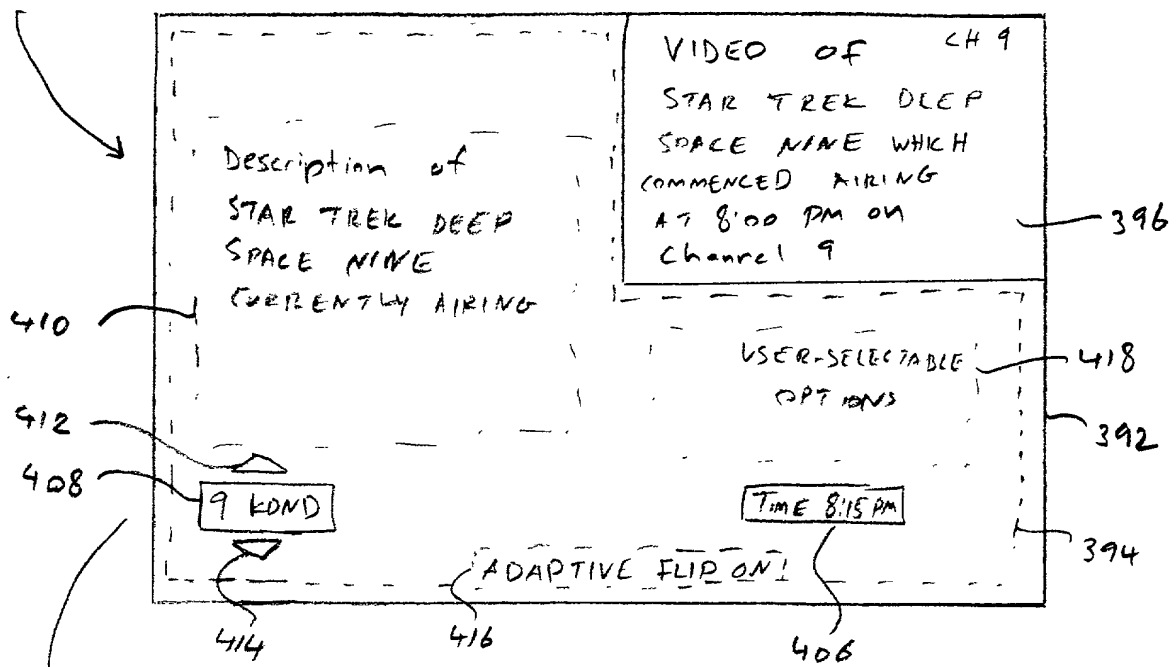 VIDEO OF CH 9
STAR TREK DEEP
SPACE NINE WHICH
COMMENCED AIRING
AT 8:00 PM ON
Channel 9
396
Description of
STAR TREK DEEP
SPACE NINE
CURRENTLY AIRING
410
USER-SELECTABLE
OPTIONS
418
412
392
408
9 KDND
TIME 8:15 PM
394
ADAPTIVE FLIP ON
414
416
406